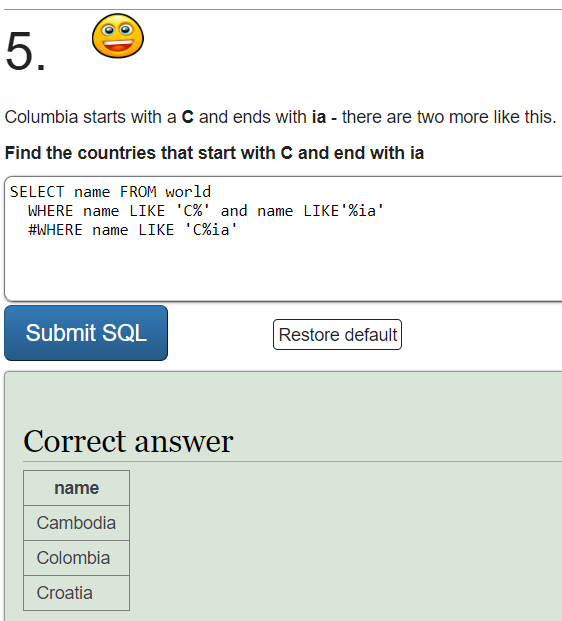 5.
Columbia starts with a C and ends with ia - there are two more like this.
Find the countries that start with C and end with ia
SELECT name FROM world
WHERE name LIKE 'C%' and name LIKE'%ia'
#WHERE name LIKE 'C%ia'
Submit SQL
Restore default
Correct answer
name
Cambodia
Colombia
Croatia